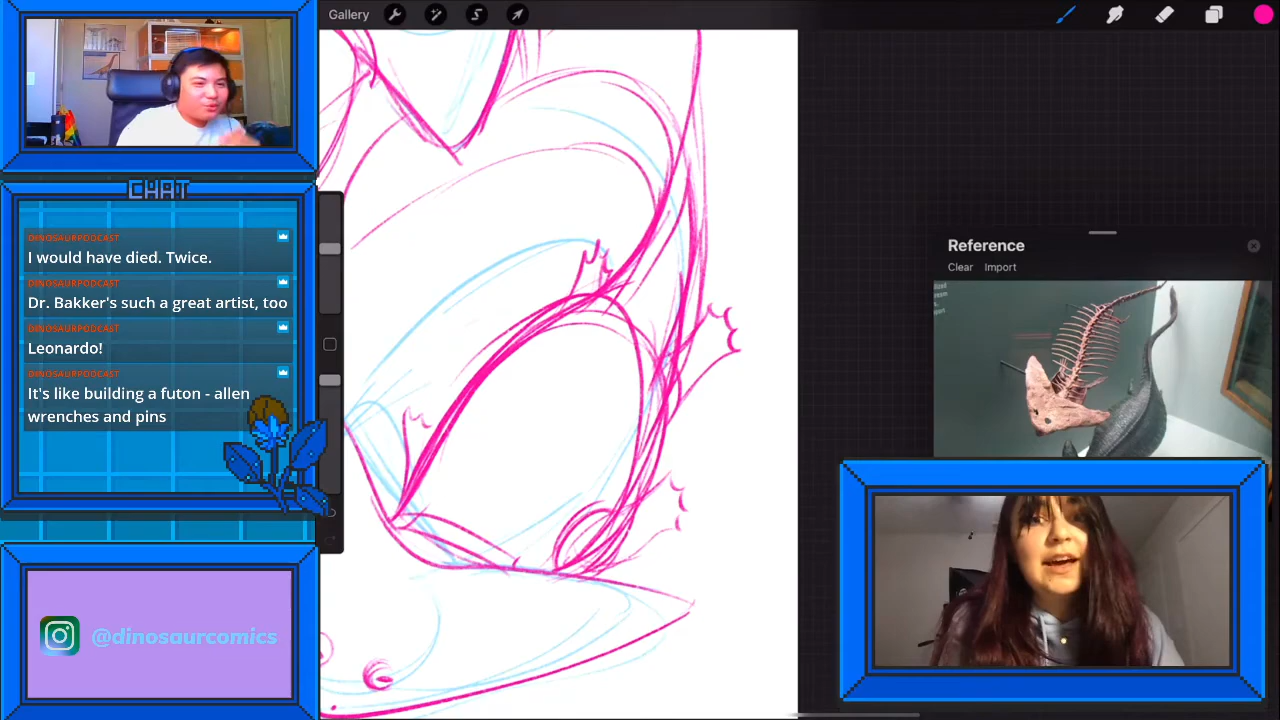 Gallery
CHAT
DINOSAURPODCAST
I would have died. Twice.
DINOSAURPODCAST
Dr. Bakker's such a great artist, too
DINOSAURPODCAST
Leonardo!
DINOSAURPODCAST
It's like building a futon - allen
wrenches and pins
@dinosaurcomics
Reference
Clear Import